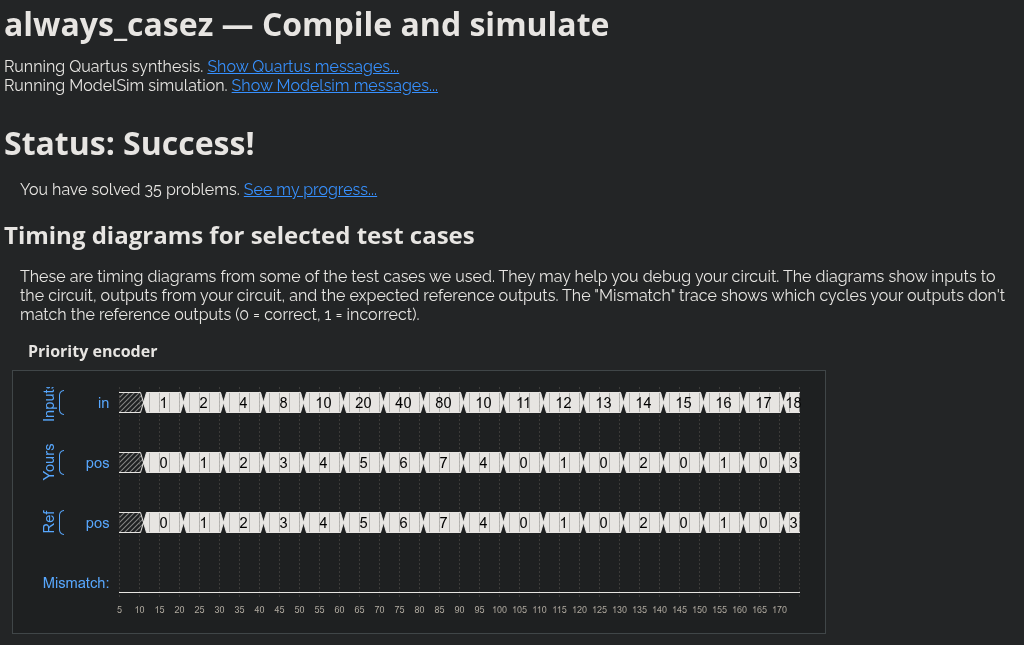 always_casez — Compile and simulate
Running Quartus synthesis. Show Quartus messages...
Running ModelSim simulation. Show Modelsim messages...
Status: Success!
You have solved 35 problems. See my progress...
Timing diagrams for selected test cases
These are timing diagrams from some of the test cases we used. They may help you debug your circuit. The diagrams show inputs to
the circuit, outputs from your circuit, and the expected reference outputs. The "Mismatch" trace shows which cycles your outputs don't
match the reference outputs (0 = correct, 1 = incorrect).
Priority encoder
Inputs in 1 2 4 8 10 20 40 80 10 11 12 13 14 15 16 17 18
Yours pos 0 1 2 3 4 5 6 7 4 0 1 0 2 0 1 0 3
Ref pos 0 1 2 3 4 5 6 7 4 0 1 0 2 0 1 0 3
Mismatch:
5 10 15 20 25 30 35 40 45 50 55 60 65 70 75 80 85 90 95 100 105 110 115 120 125 130 135 140 145 150 155 160 165 170